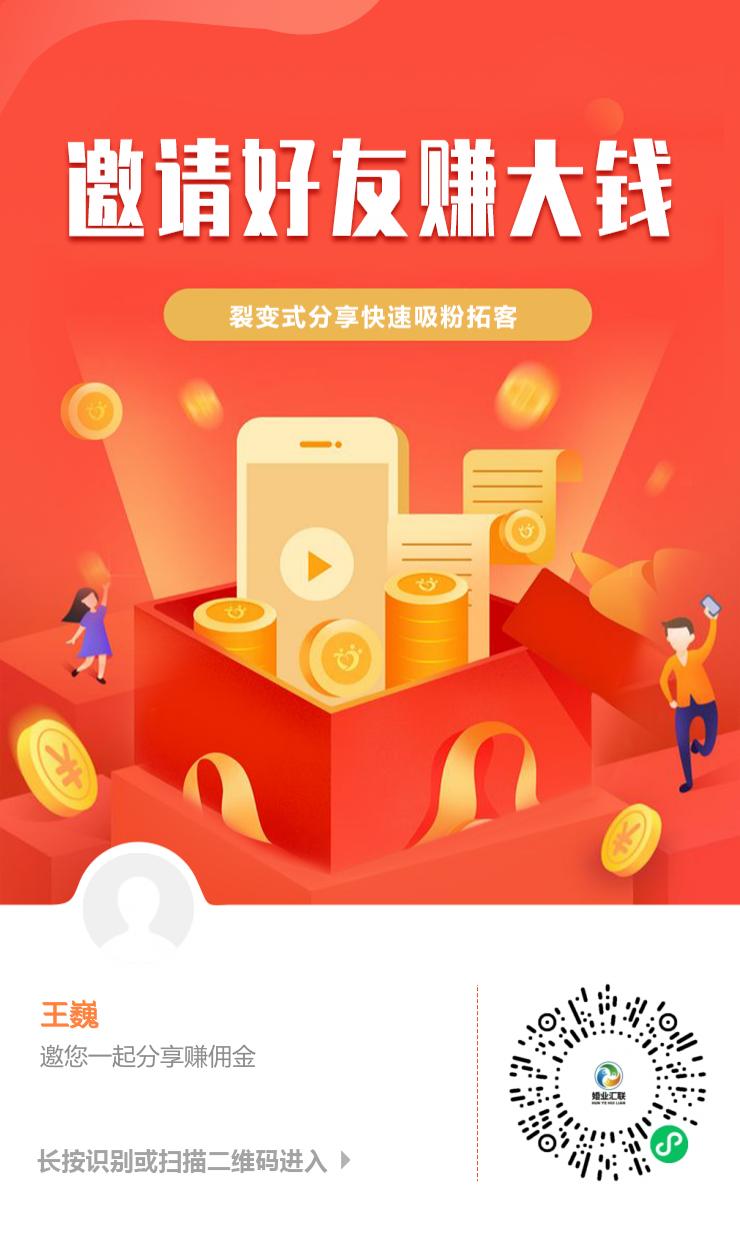 邀请好友赚大钱
裂变式分享快速吸粉拓客
王巍
邀您一起分享赚佣金
长按识别或扫描二维码进入
婚业汇联
HUN YE HUI LIAN